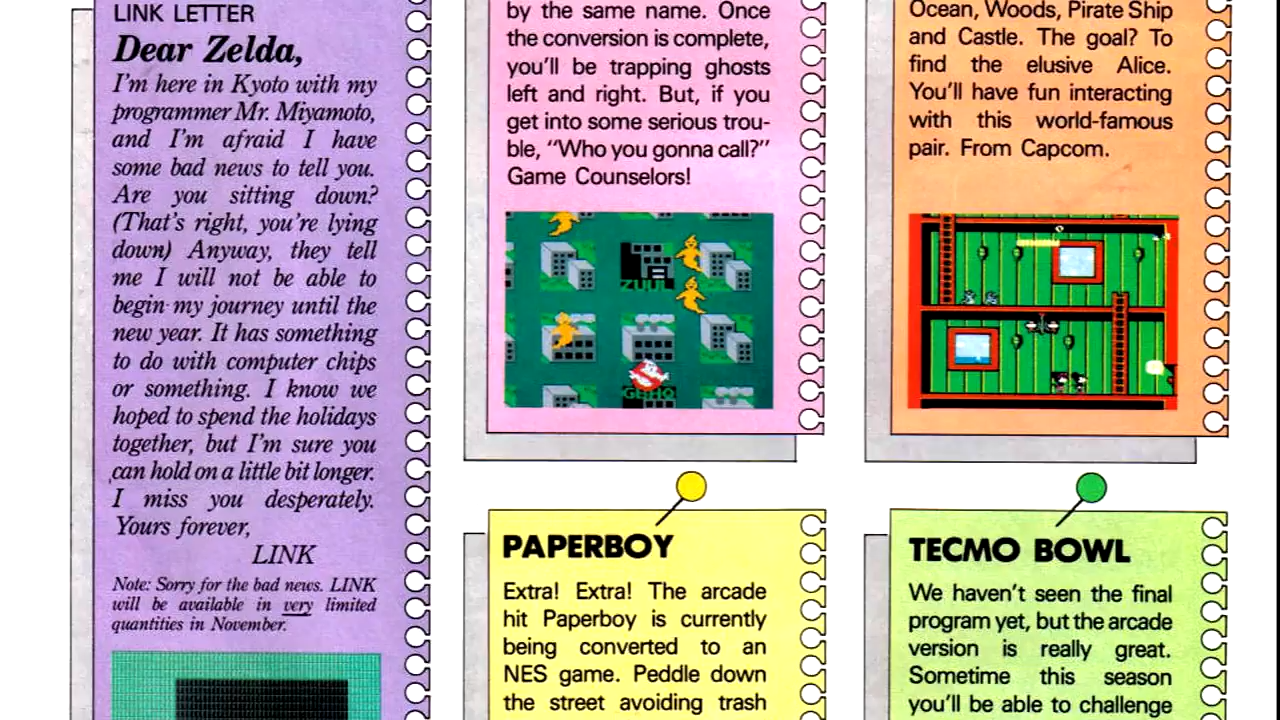 LINK LETTER
Dear Zelda,
I'm here in Kyoto with my
programmer Mr. Miyamoto,
and I'm afraid I have
some bad news to tell you.
Are you sitting down?
(That's right, you're lying
down) Anyway, they tell
me I will not be able to
begin my journey until the
new year. It has something
to do with computer chips
or something. I know we
hoped to spend the holidays
together, but I'm sure you
can hold on a little bit longer.
I miss you desperately.
Yours forever,
LINK
Note: Sorry for the bad news. LINK
will be available in very limited
quantities in November.
by the same name. Once
the conversion is complete,
you'll be trapping ghosts
left and right. But, if you
get into some serious trou-
ble, "Who you gonna call?"
Game Counselors!
ZUUL
GEHQ
PAPERBOY
Extra! Extra! The arcade
hit Paperboy is currently
being converted to an
NES game. Peddle down
the street avoiding trash
Ocean, Woods, Pirate Ship
and Castle. The goal? To
find the elusive Alice.
You'll have fun interacting
with this world-famous
pair. From Capcom.
TECMO BOWL
We haven't seen the final
program yet, but the arcade
version is really great.
Sometime this season
you'll be able to challenge